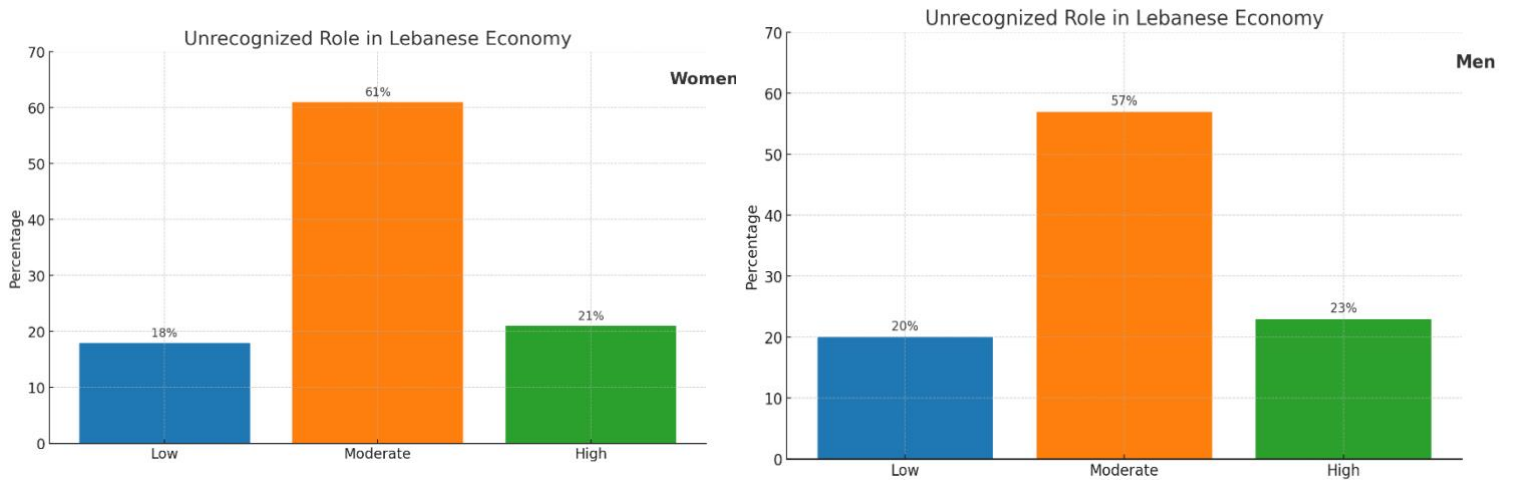 Unrecognized Role in Lebanese Economy
Women
Percentage
70
60
50
40
30
20
10
0
61%
18%
21%
Low Moderate High
Unrecognized Role in Lebanese Economy
Men
Percentage
70
60
50
40
30
20
10
0
57%
20%
23%
Low Moderate High